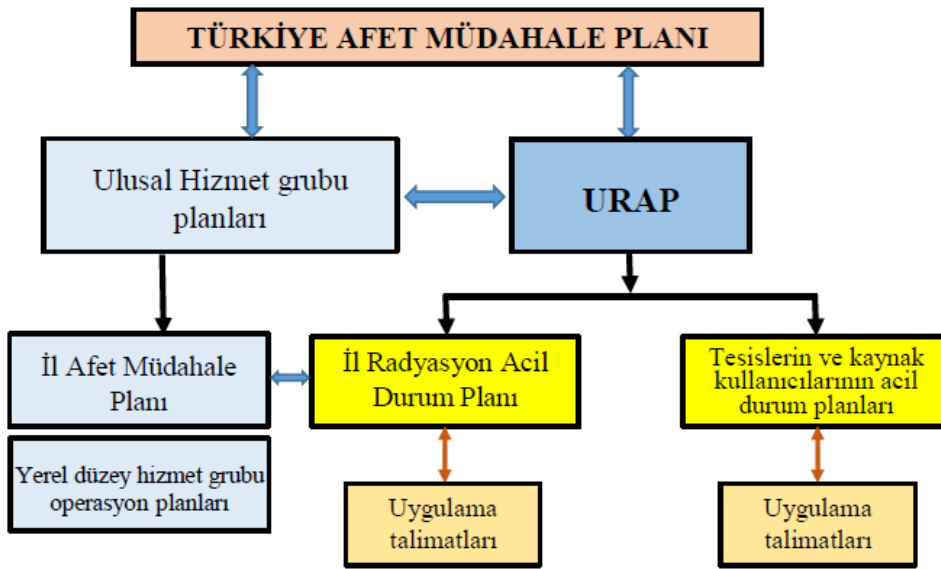 TÜRKİYE AFET MÜDAHALE PLANI
Ulusal Hizmet grubu
planları
URAP
İl Afet Müdahale
Planı
İl Radyasyon Acil
Durum Planı
Tesislerin ve kaynak
kullanıcılarının acil
durum planları
Yerel düzey hizmet grubu
operasyon planları
Uygulama
talimatları
Uygulama
talimatları